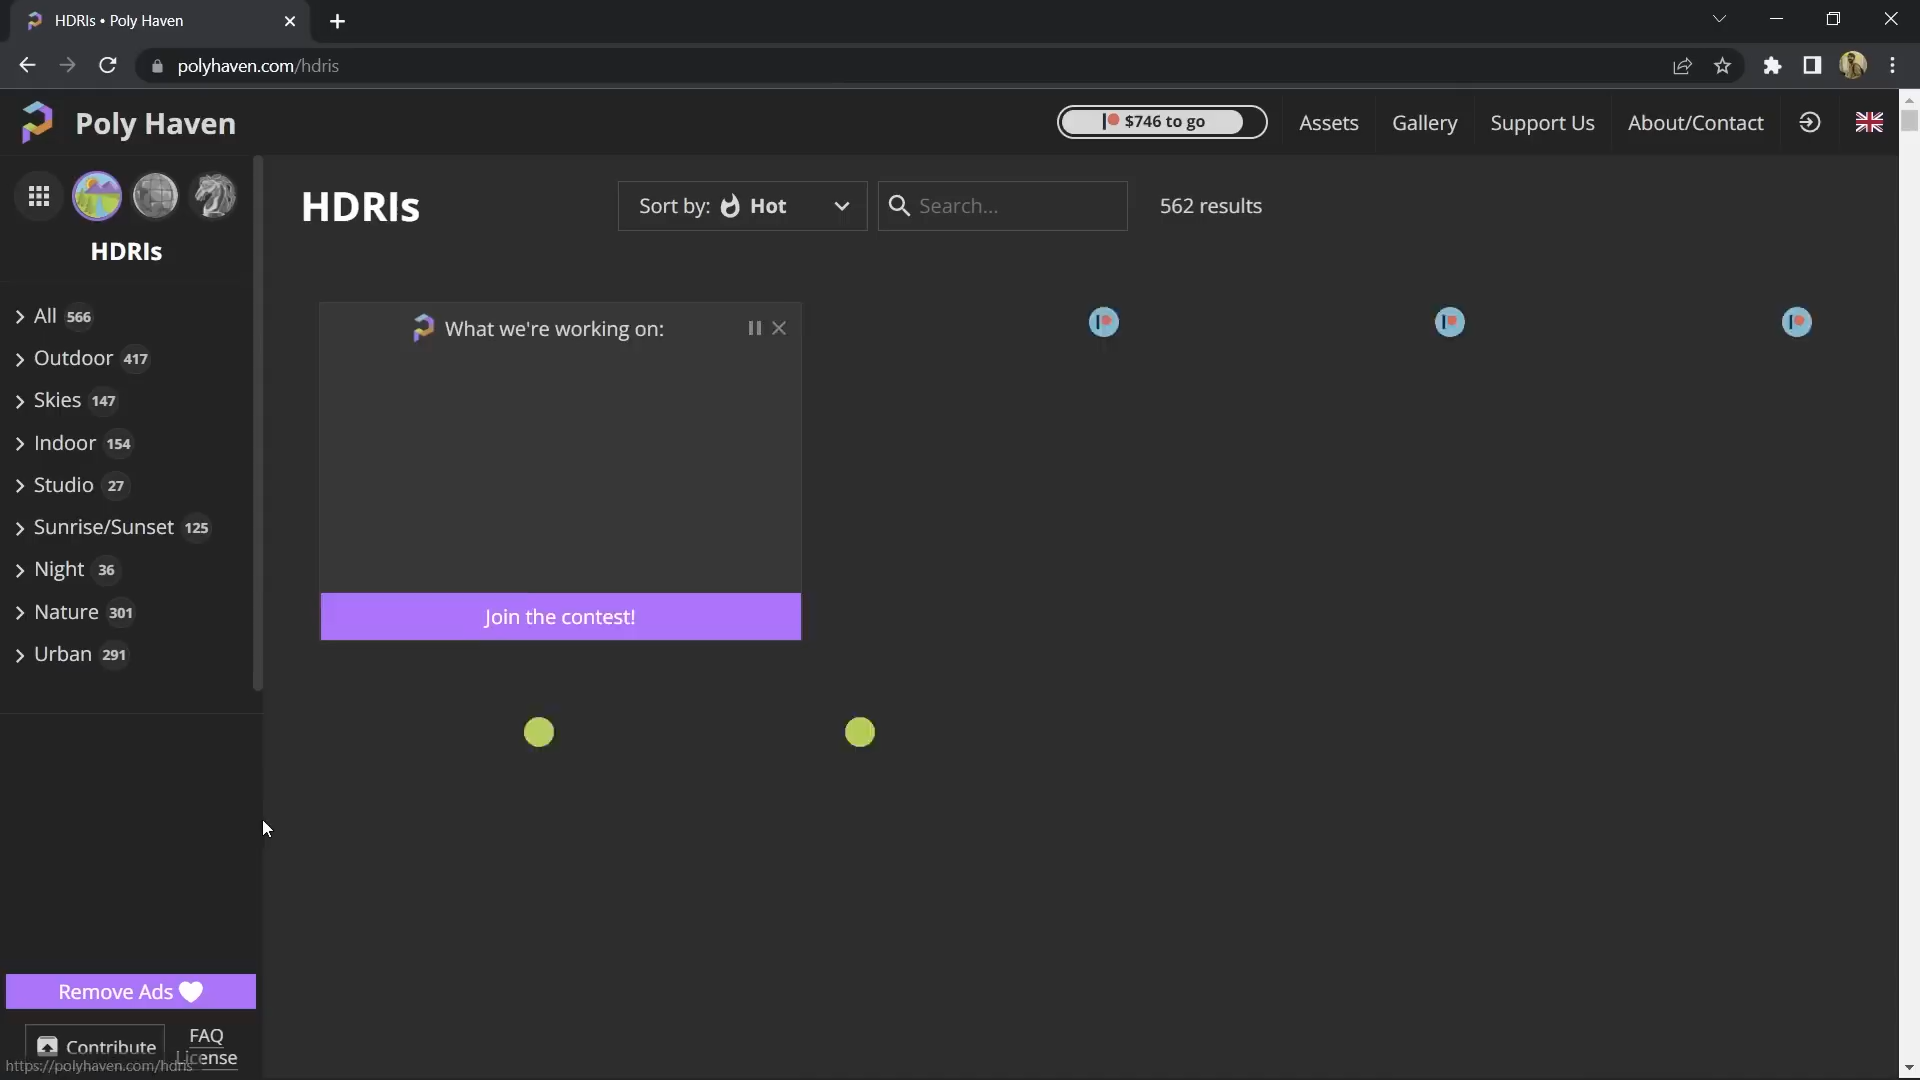 HDRIs • Poly Haven
polyhaven.com/hdris
Poly Haven
$746 to go
Assets
Gallery
Support Us
About/Contact
HDRIs
HDRIs
Sort by: Hot
Search...
562 results
All 566
Outdoor 417
Skies 147
Indoor 154
Studio 27
Sunrise/Sunset 125
Night 36
Nature 301
Urban 291
What we're working on:
Join the contest!
Remove Ads
Contribute
FAQ
License
https://polyhaven.com/hdris